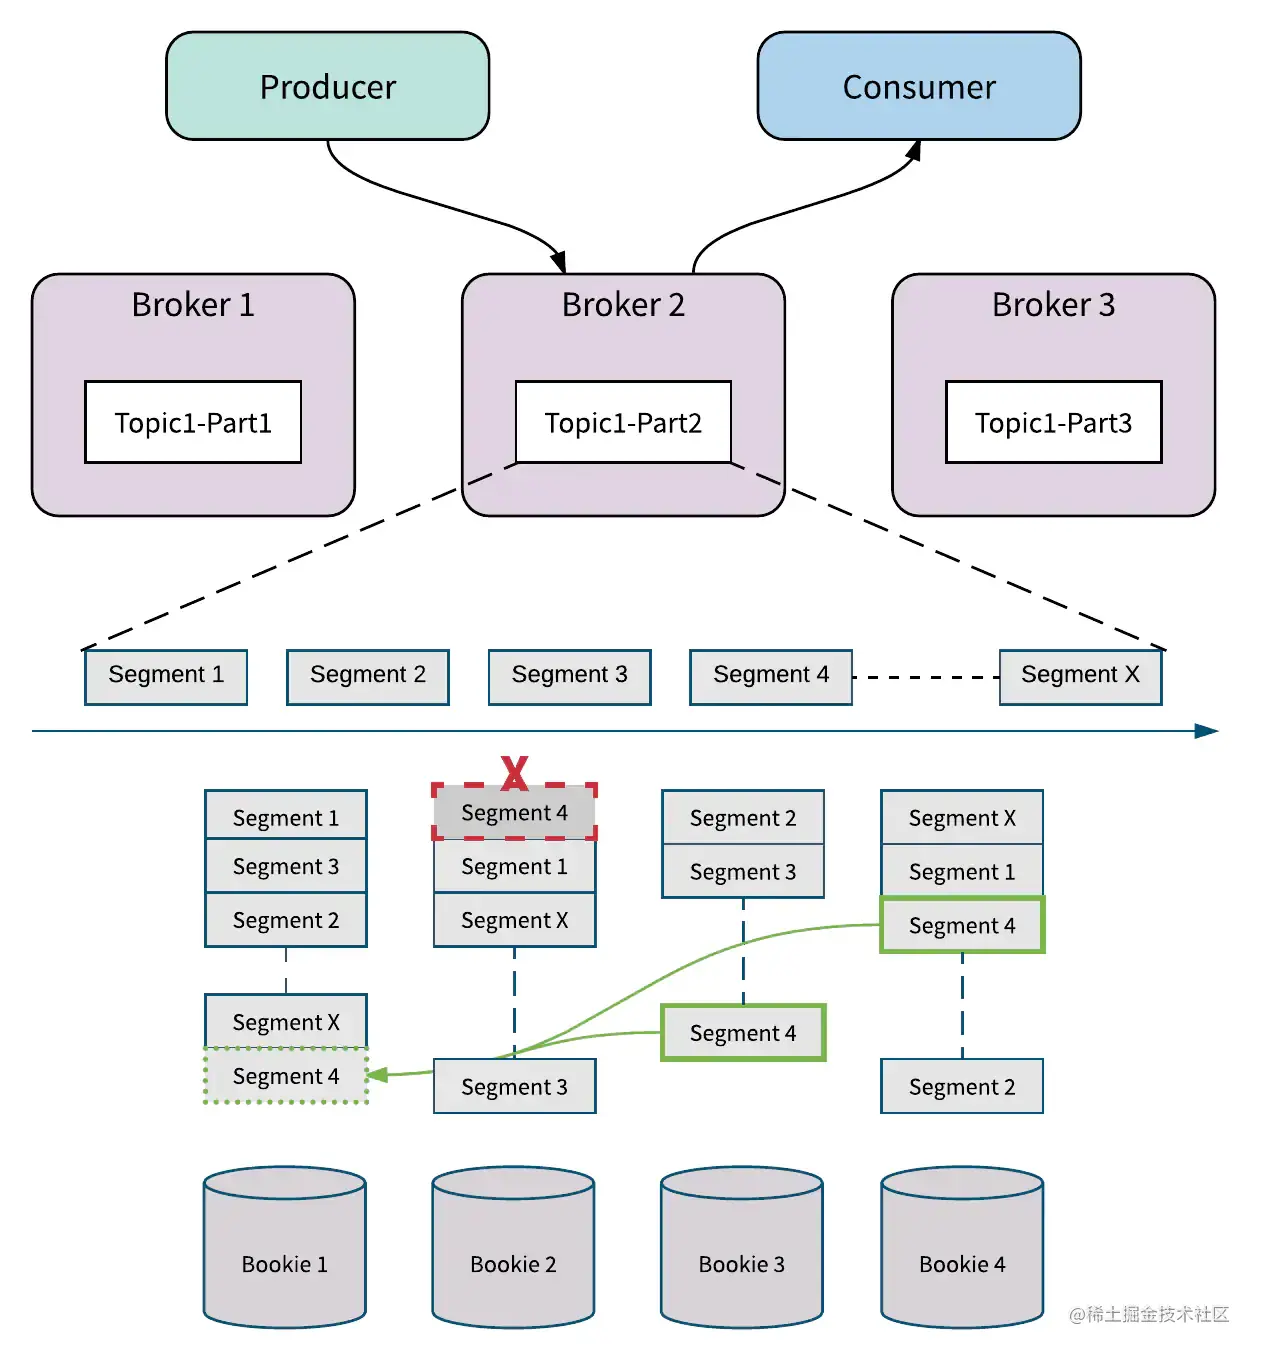 Producer
Consumer
Broker 1
Broker 2
Broker 3
Topic1-Part1
Topic1-Part2
Topic1-Part3
Segment 1
Segment 2
Segment 3
Segment 4
Segment X
X
Segment 1
Segment 3
Segment 2
Segment X
Segment 4
Segment 4
Segment 1
Segment X
Segment 3
Segment 2
Segment 3
Segment 4
Segment X
Segment 1
Segment 4
Segment 2
Bookie 1
Bookie 2
Bookie 3
Bookie 4
@稀土掘金技术社区